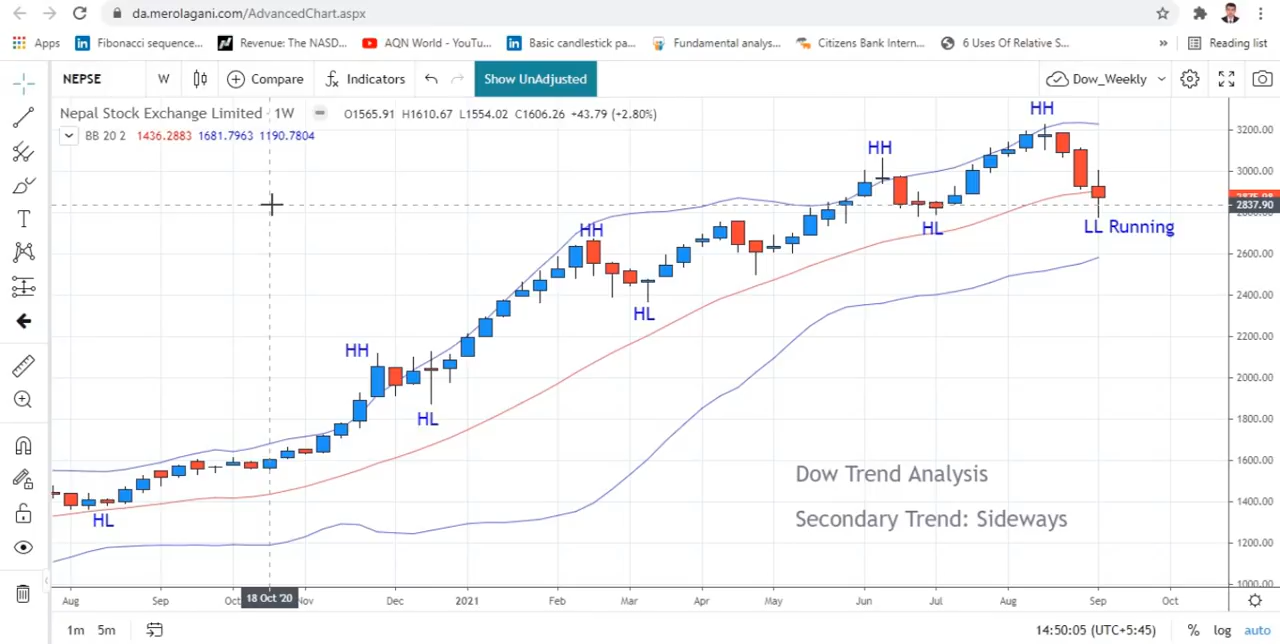 da.merolagani.com/AdvancedChart.aspx
Apps Fibonacci sequence... Revenue: The NASD... AQN World - YouTu... Basic candlestick pa... Fundamental analys... Citizens Bank Intern... 6 Uses Of Relative S... » Reading list
NEPSE W Compare Indicators Show UnAdjusted Dow_Weekly
Nepal Stock Exchange Limited · 1W O1565.91 H1610.67 L1554.02 C1606.26 +43.79 (+2.80%)
BB 20 2 1436.2883 1681.7963 1190.7804
HH
3200.00
HH
3000.00
2837.90
HH
HL
LL Running
2600.00
HL
2400.00
2200.00
HH
2000.00
HL
1800.00
1600.00
Dow Trend Analysis
1400.00
HL
Secondary Trend: Sideways
1200.00
1000.00
Aug Sep Oct 18 Oct '20 Nov Dec 2021 Feb Mar Apr May Jun Jul Aug Sep Oct
1m 5m 14:50:05 (UTC+5:45) % log auto